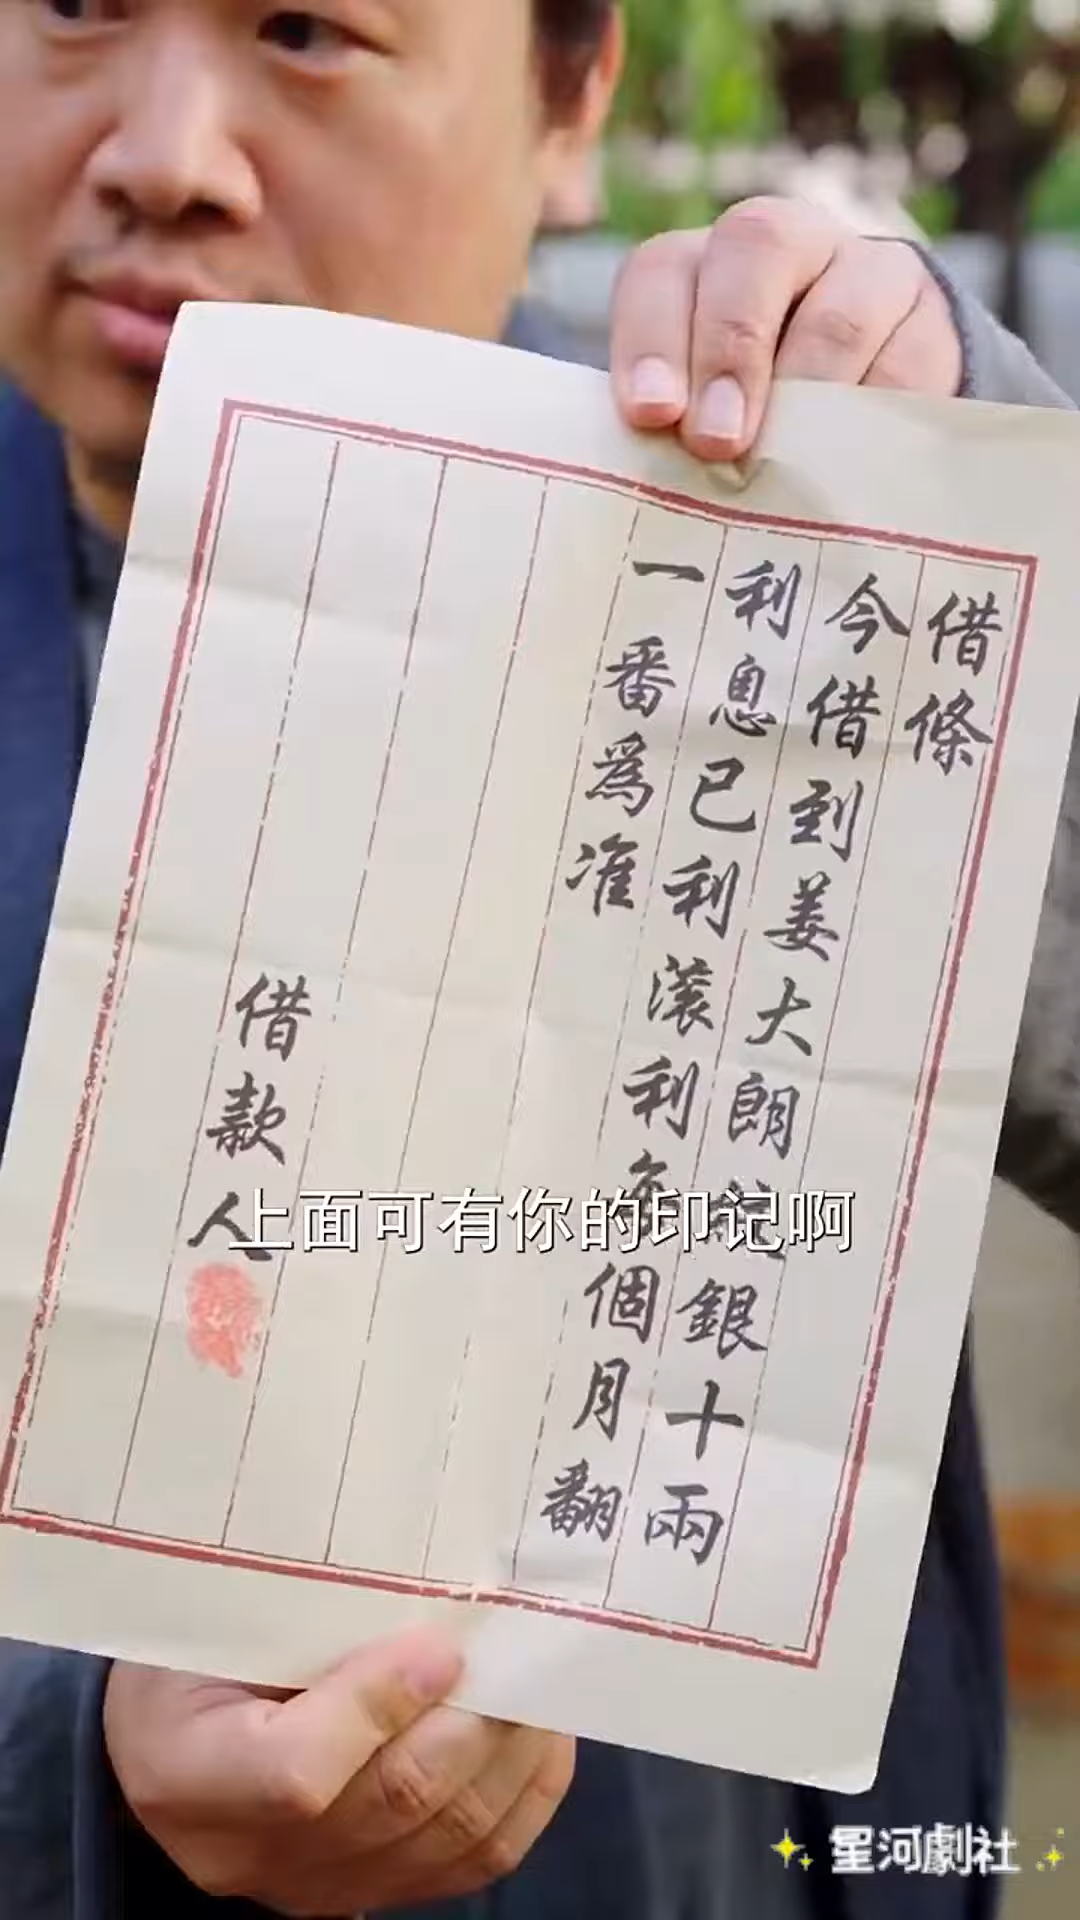 借條
今借到姜大朗紋銀十兩
利息已利滾利每個月翻
一番爲准
借款人
上面可有你的印记啊
星河劇社